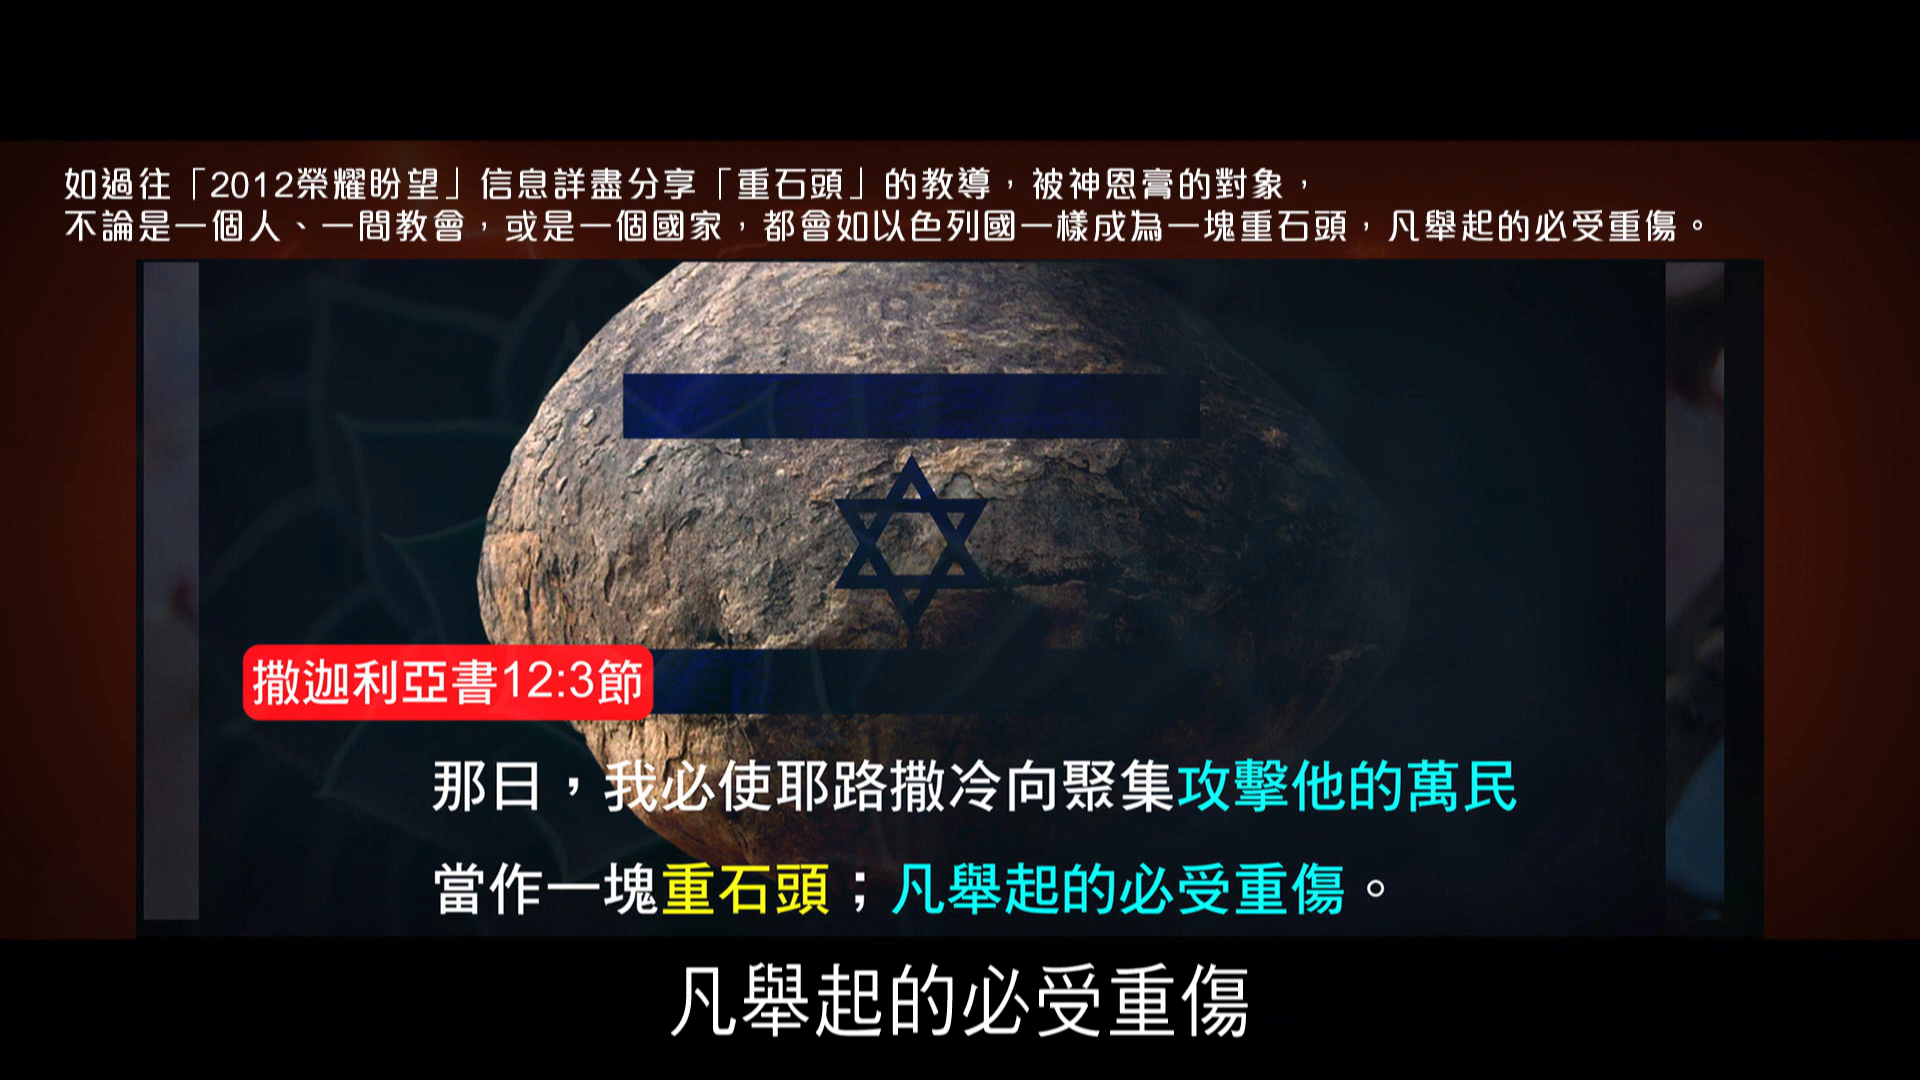 如過往「2012榮耀盼望」信息詳盡分享「重石頭」的教導，被神恩膏的對象，
不論是一個人、一間教會，或是一個國家，都會如以色列國一樣成為一塊重石頭，凡舉起的必受重傷。
撒迦利亞書12:3節
那日，我必使耶路撒冷向聚集攻擊他的萬民
當作一塊重石頭；凡舉起的必受重傷。
凡舉起的必受重傷